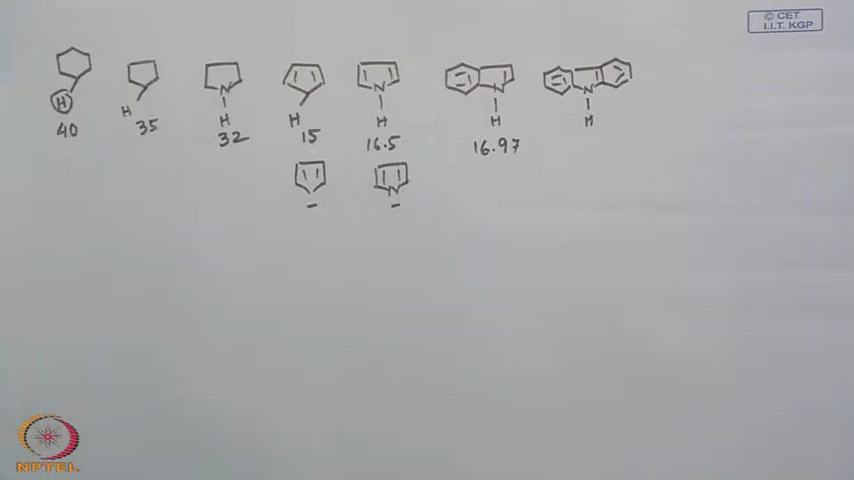 © CET
I.I.T. KGP
H H N N N N
H H H H H
40 35 32 15 16.5 16.97
N
- -
NPTEL